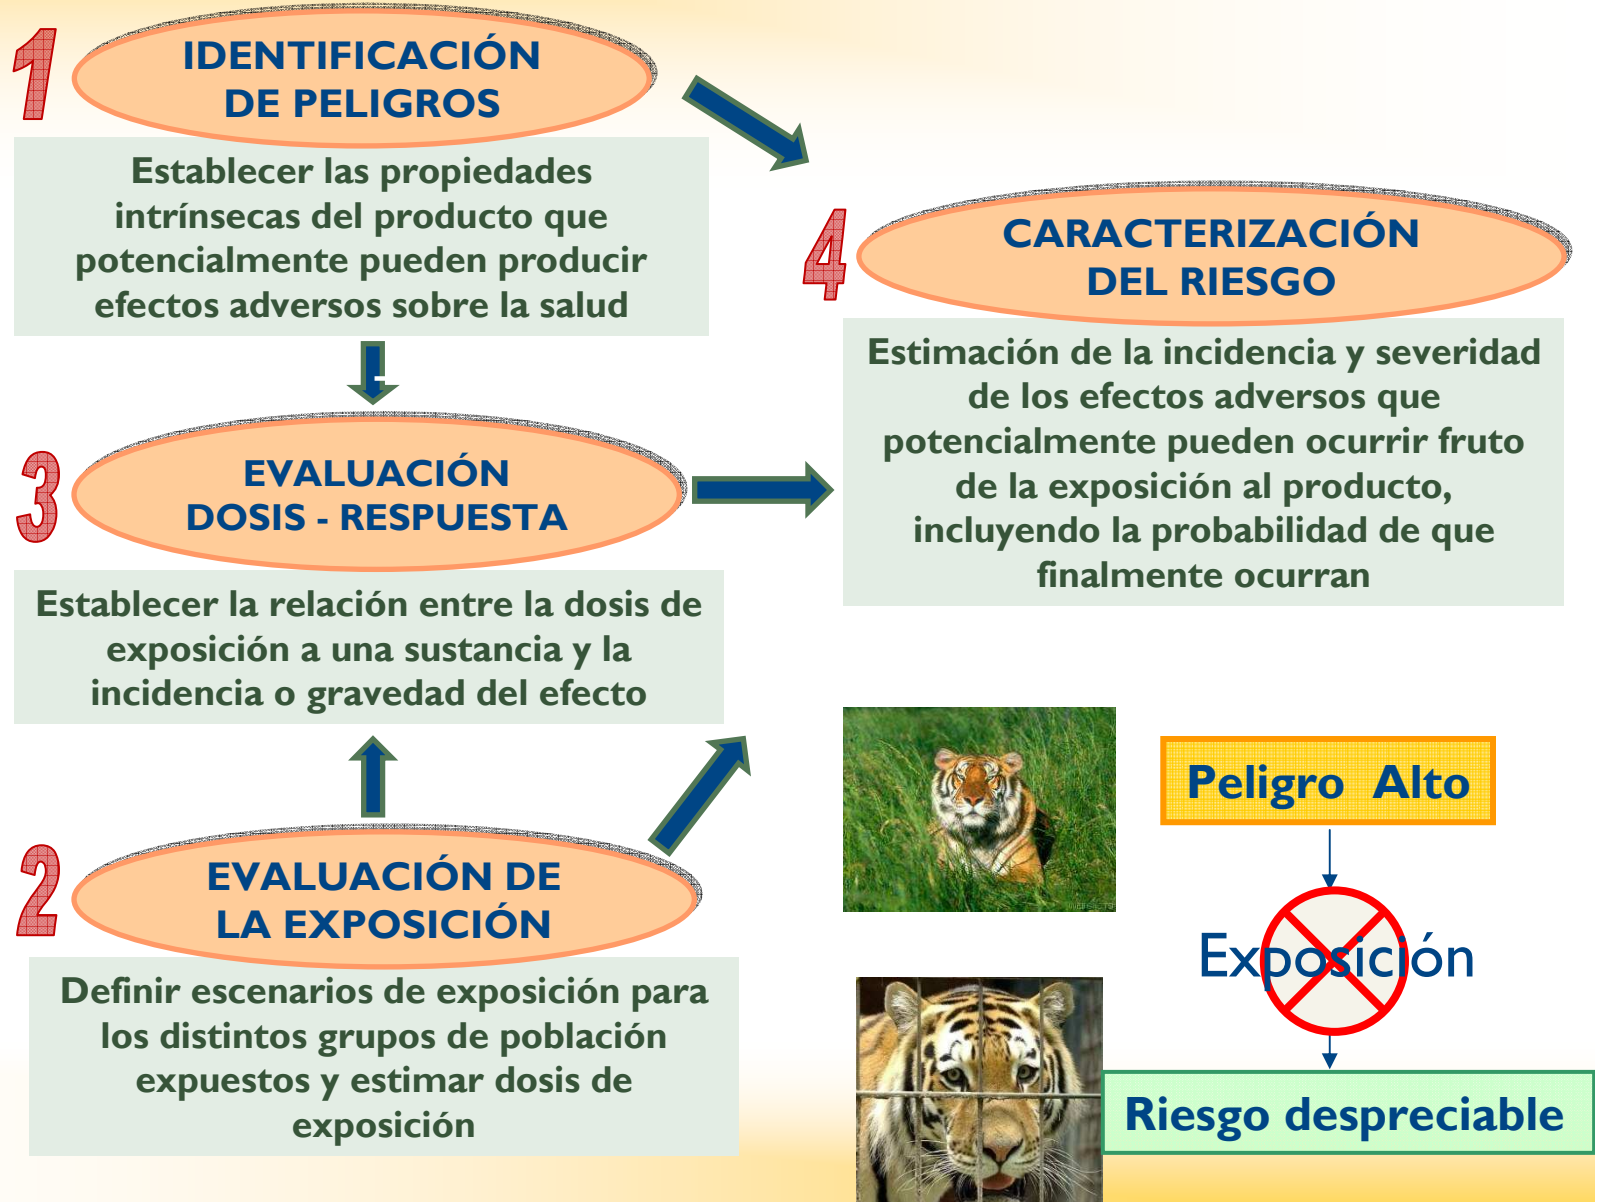 1
IDENTIFICACIÓN
DE PELIGROS
Establecer las propiedades
intrínsecas del producto que
potencialmente pueden producir
efectos adversos sobre la salud
3
EVALUACIÓN
DOSIS - RESPUESTA
Establecer la relación entre la dosis de
exposición a una sustancia y la
incidencia o gravedad del efecto
2
EVALUACIÓN DE
LA EXPOSICIÓN
Definir escenarios de exposición para
los distintos grupos de población
expuestos y estimar dosis de
exposición
4
CARACTERIZACIÓN
DEL RIESGO
Estimación de la incidencia y severidad
de los efectos adversos que
potencialmente pueden ocurrir fruto
de la exposición al producto,
incluyendo la probabilidad de que
finalmente ocurran
Peligro Alto
Exposición
Riesgo despreciable